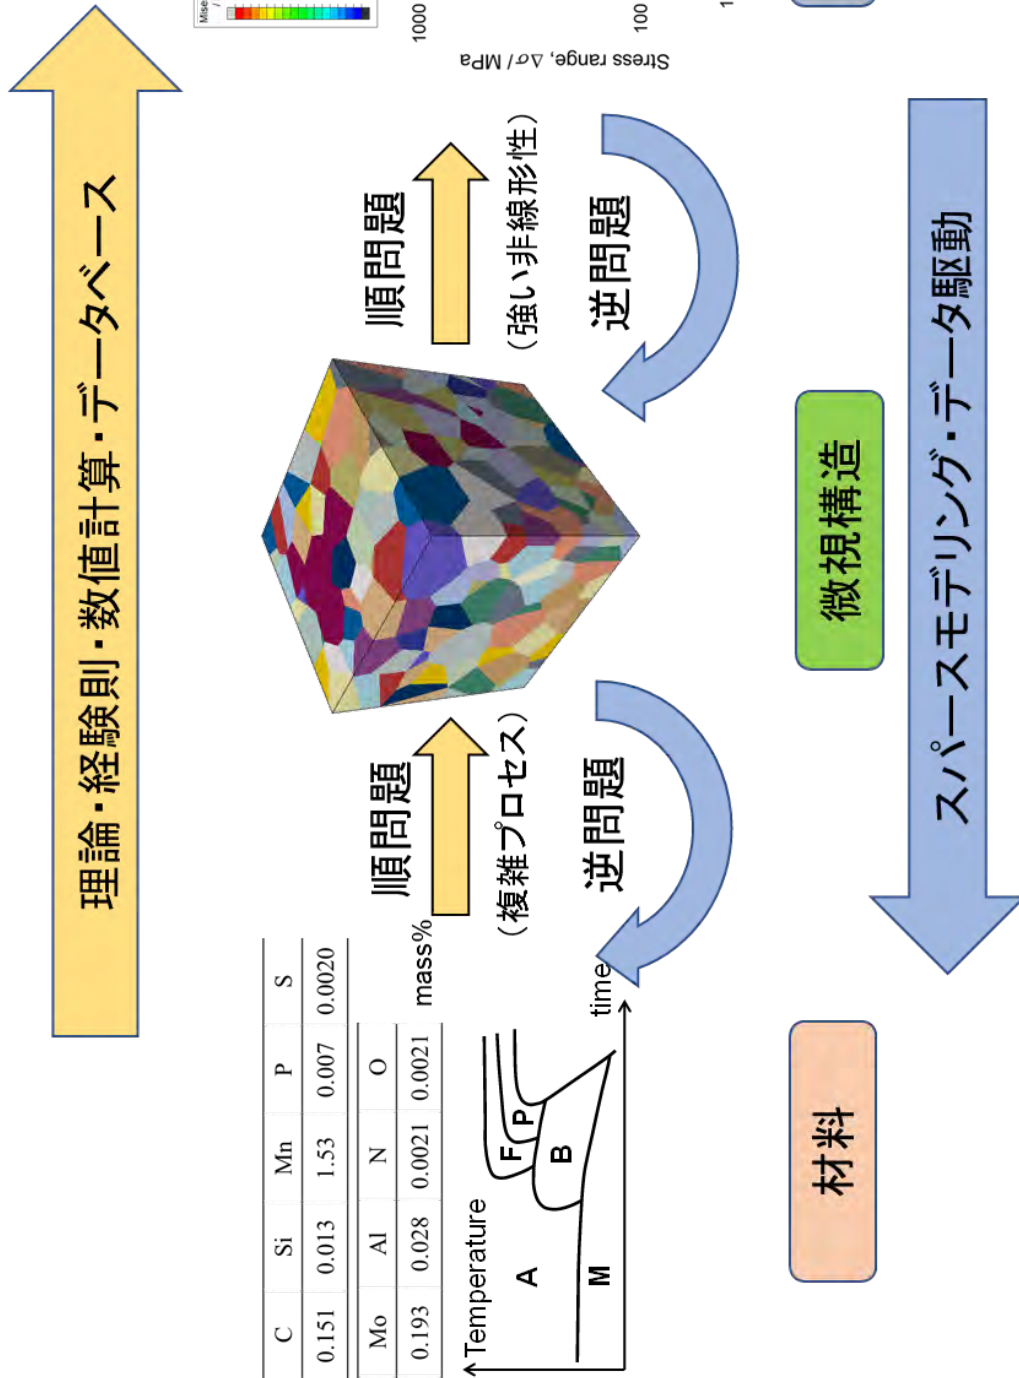 理論・経験則・数値計算・データベース
C Si Mn P S
0.151 0.013 1.53 0.007 0.0020
Mo Al N O
0.193 0.028 0.0021 0.0021
mass%
Temperature
A
F
P
B
M
time
順問題
(複雑プロセス)
逆問題
順問題
(強い非線形性)
逆問題
Mise
/
1000
100
1
Stress range, Δσ / MPa
材料
微視構造
スパースモデリング・データ駆動